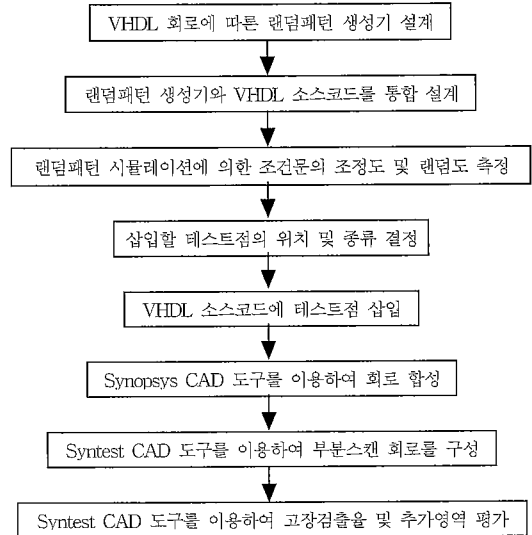 VHDL 회로에 따른 랜덤패턴 생성기 설계
랜덤패턴 생성기와 VHDL 소스코드를 통합 설계
랜덤패턴 시뮬레이션에 의한 조건문의 조정도 및 랜덤도 측정
삽입할 테스트점의 위치 및 종류 결정
VHDL 소스코드에 테스트점 삽입
Synopsys CAD 도구를 이용하여 회로 합성
Syntest CAD 도구를 이용하여 부분스캔 회로를 구성
Syntest CAD 도구를 이용하여 고장검출율 및 추가영역 평가